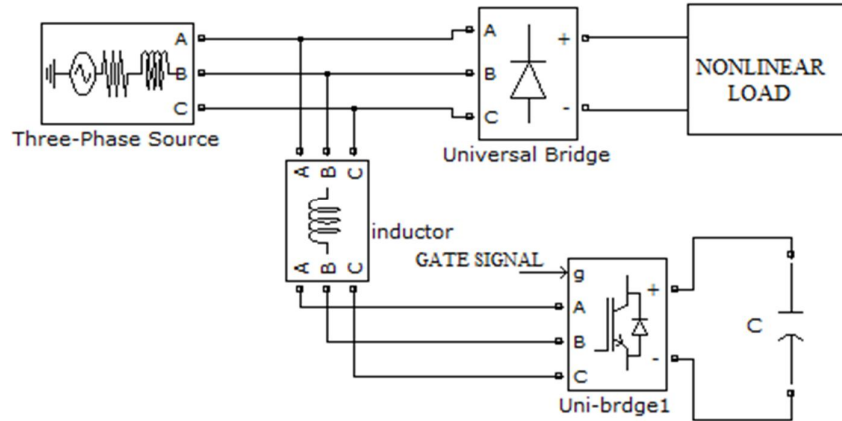 A
B
C
Three-Phase Source
A
B
C
+
-
Universal Bridge
NONLINEAR
LOAD
A B C
inductor
A B C
GATE SIGNAL
g
A
B
C
+
-
Uni-brdge1
C